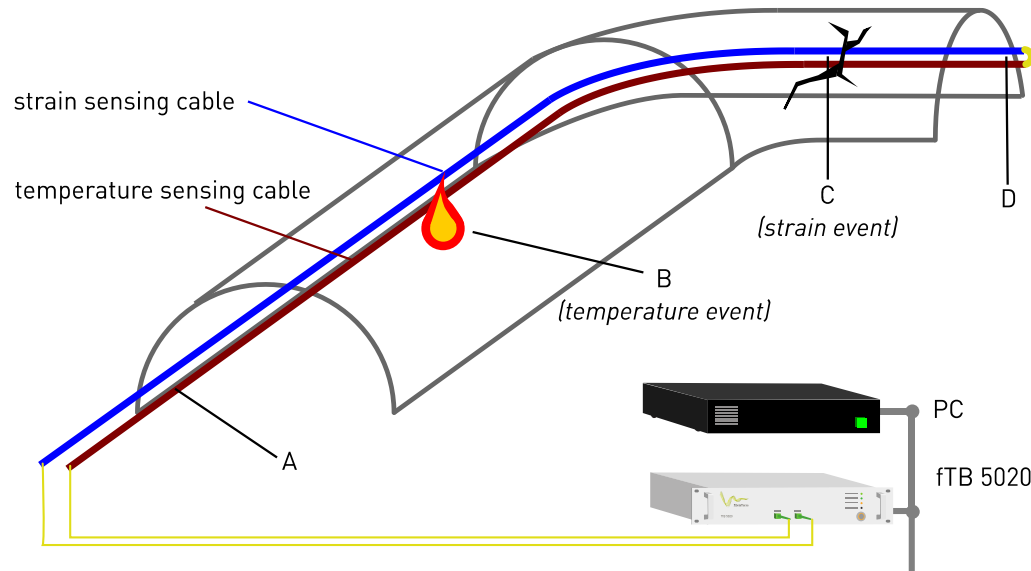 strain sensing cable
temperature sensing cable
C
(strain event)
D
B
(temperature event)
A
PC
fTB 5020